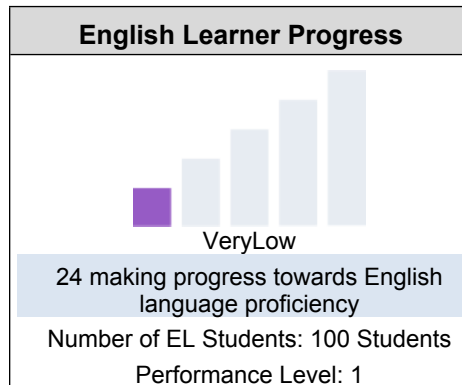 English Learner Progress
VeryLow
24 making progress towards English
language proficiency
Number of EL Students: 100 Students
Performance Level: 1